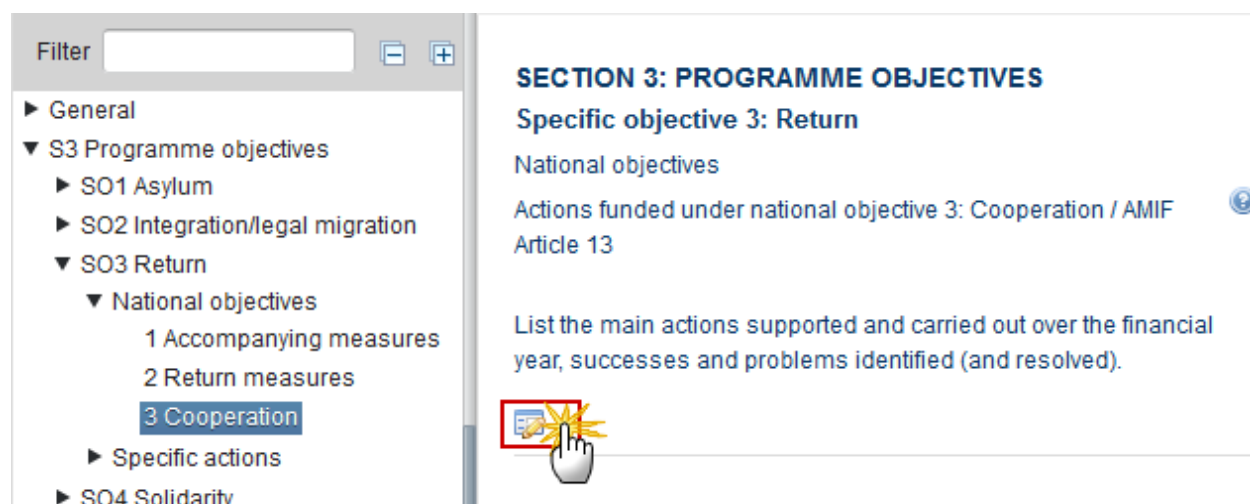 Filter
General
S3 Programme objectives
SO1 Asylum
SO2 Integration/legal migration
SO3 Return
National objectives
1 Accompanying measures
2 Return measures
3 Cooperation
Specific actions
SO4 Solidarity
SECTION 3: PROGRAMME OBJECTIVES
Specific objective 3: Return
National objectives
Actions funded under national objective 3: Cooperation / AMIF
Article 13
List the main actions supported and carried out over the financial
year, successes and problems identified (and resolved).